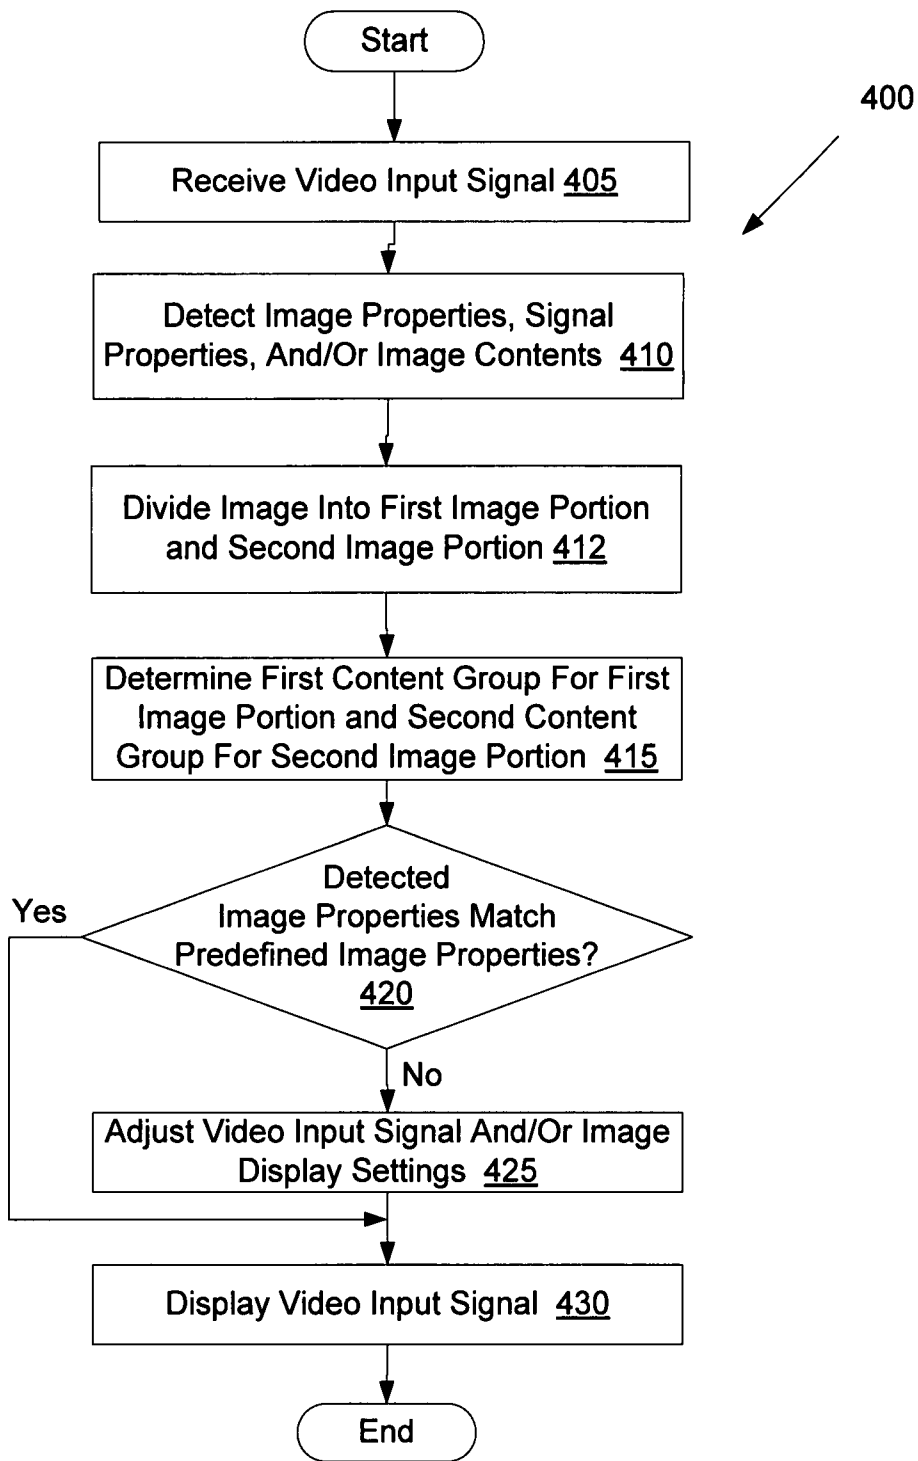 Start
400
Receive Video Input Signal 405
Detect Image Properties, Signal
Properties, And/Or Image Contents 410
Divide Image Into First Image Portion
and Second Image Portion 412
Determine First Content Group For First
Image Portion and Second Content
Group For Second Image Portion 415
Detected
Image Properties Match
Predefined Image Properties?
420
Yes
No
Adjust Video Input Signal And/Or Image
Display Settings 425
Display Video Input Signal 430
End